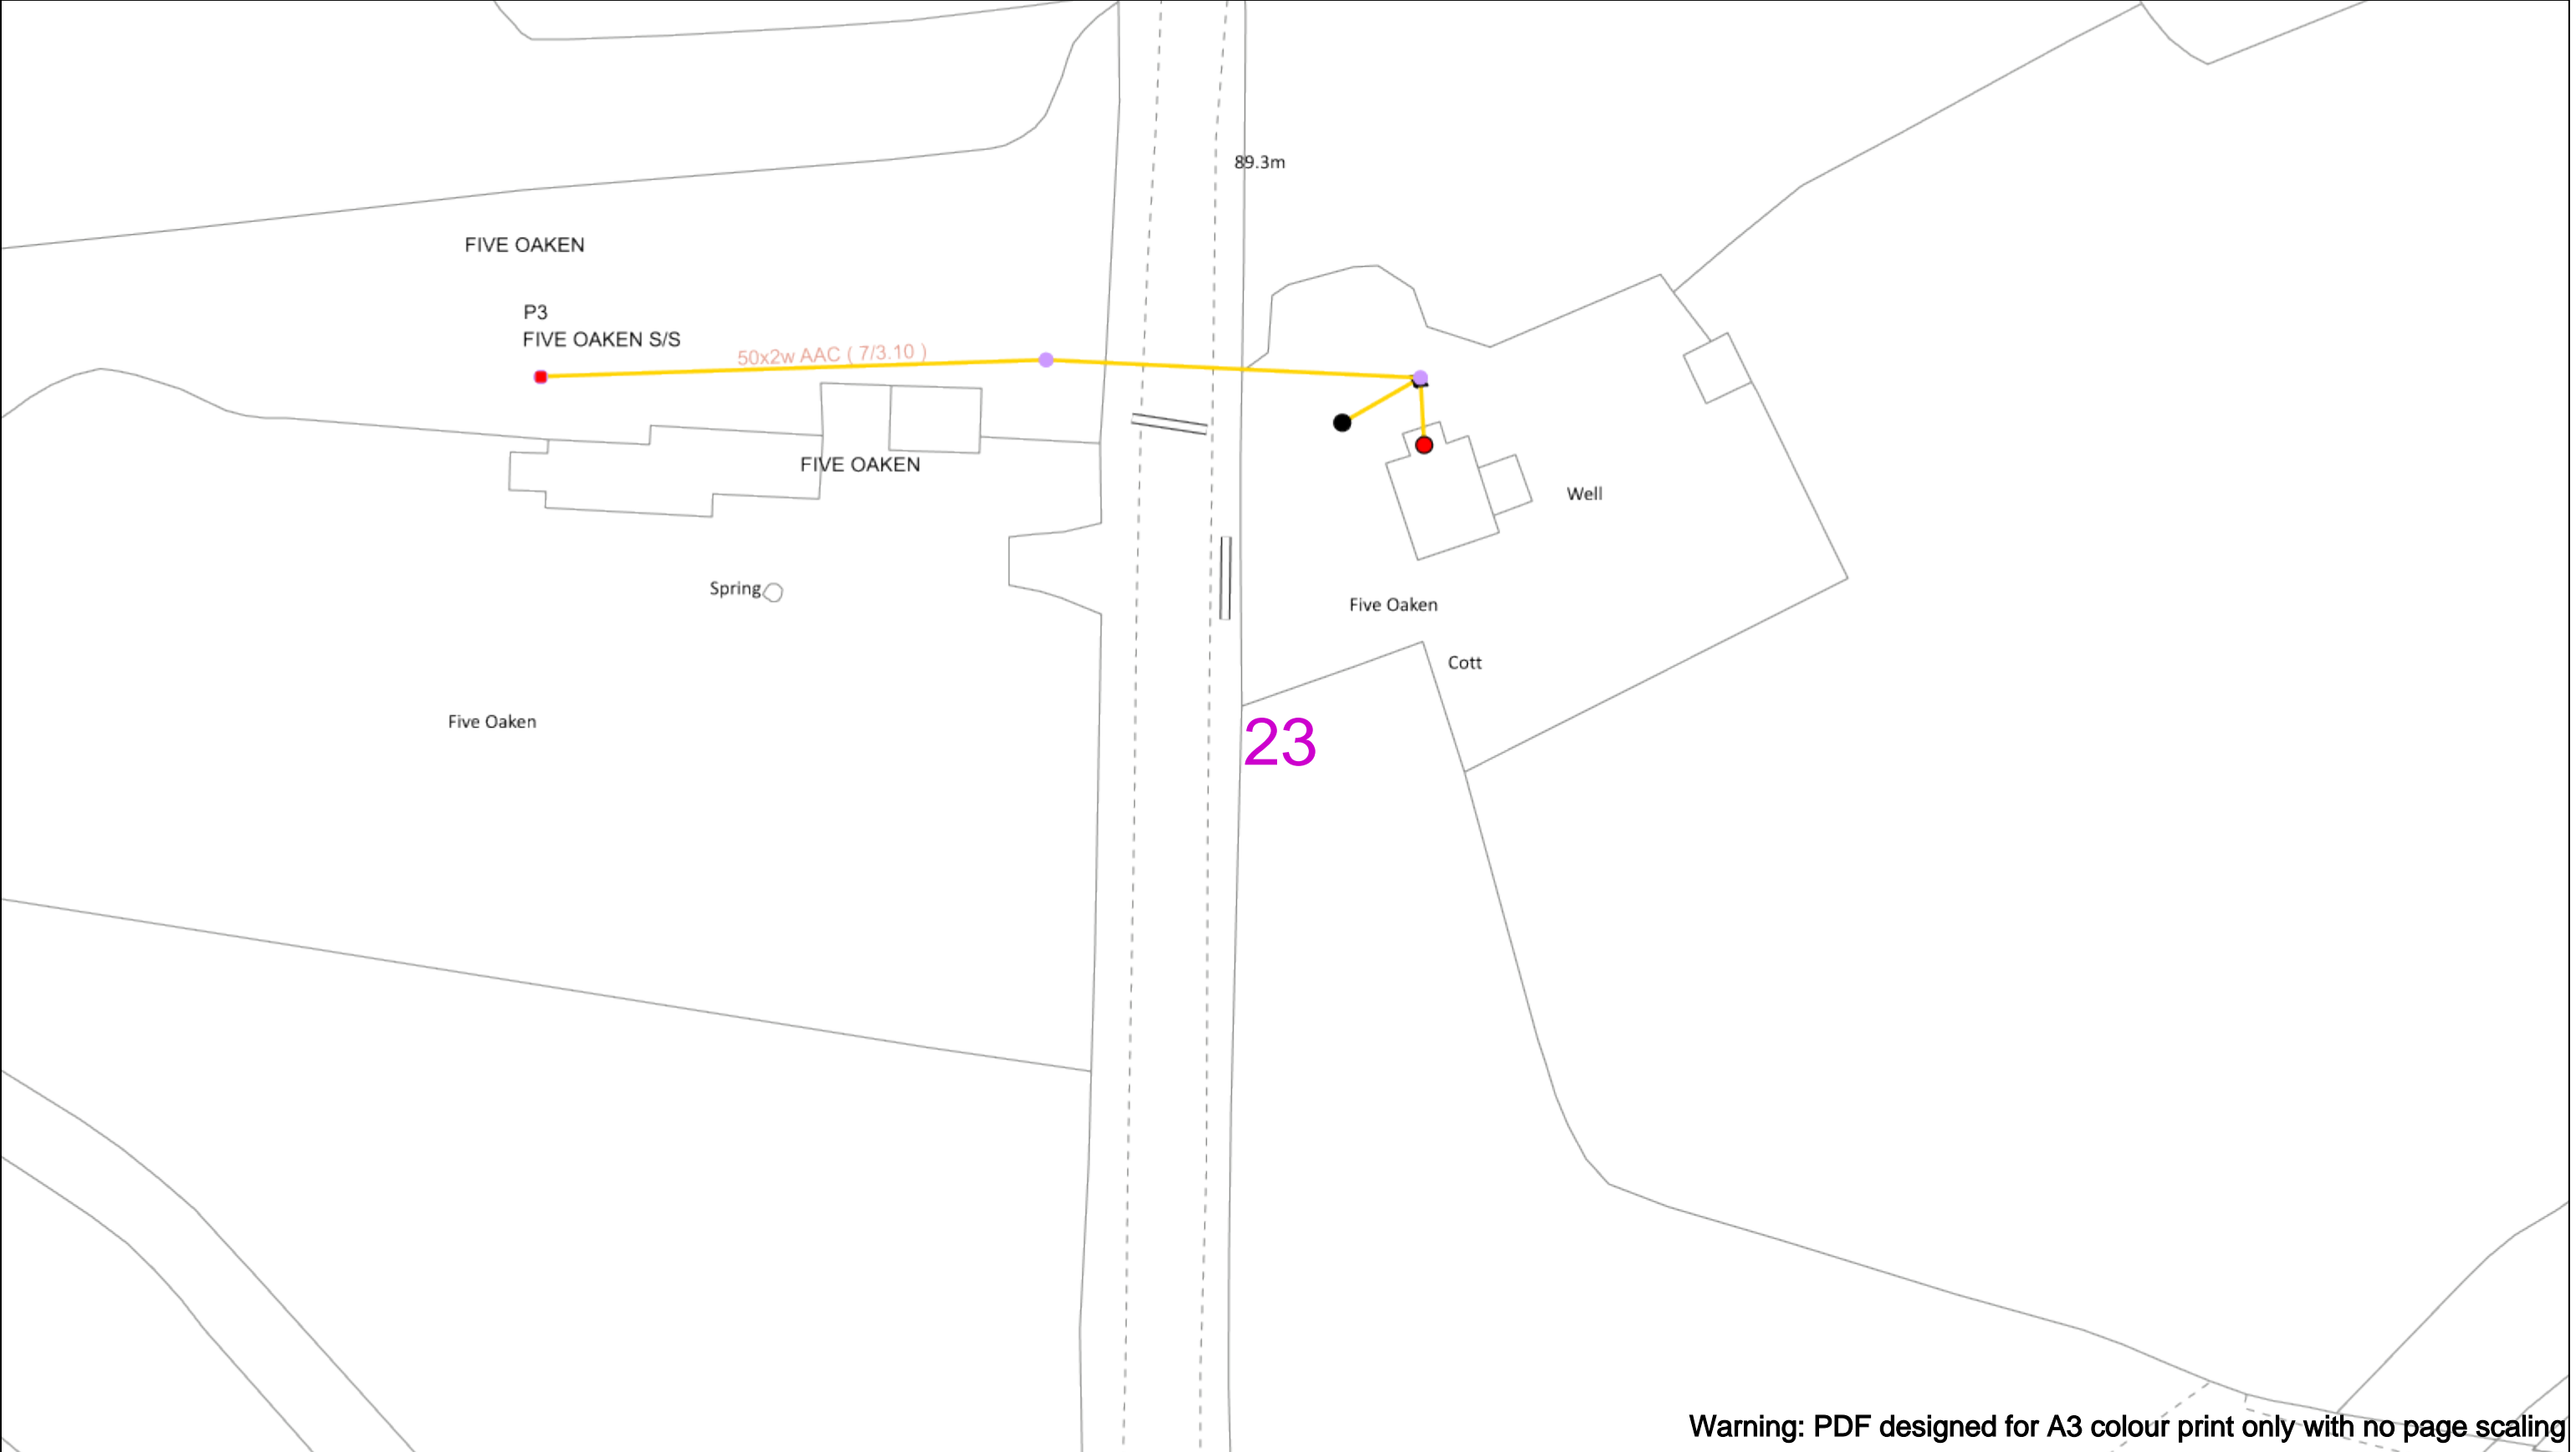 89.3m
FIVE OAKEN
P3
FIVE OAKEN S/S
50x2w AAC ( 7/3.10 )
FIVE OAKEN
Well
Spring
Five Oaken
Cott
Five Oaken
23
Warning: PDF designed for A3 colour print only with no page scaling